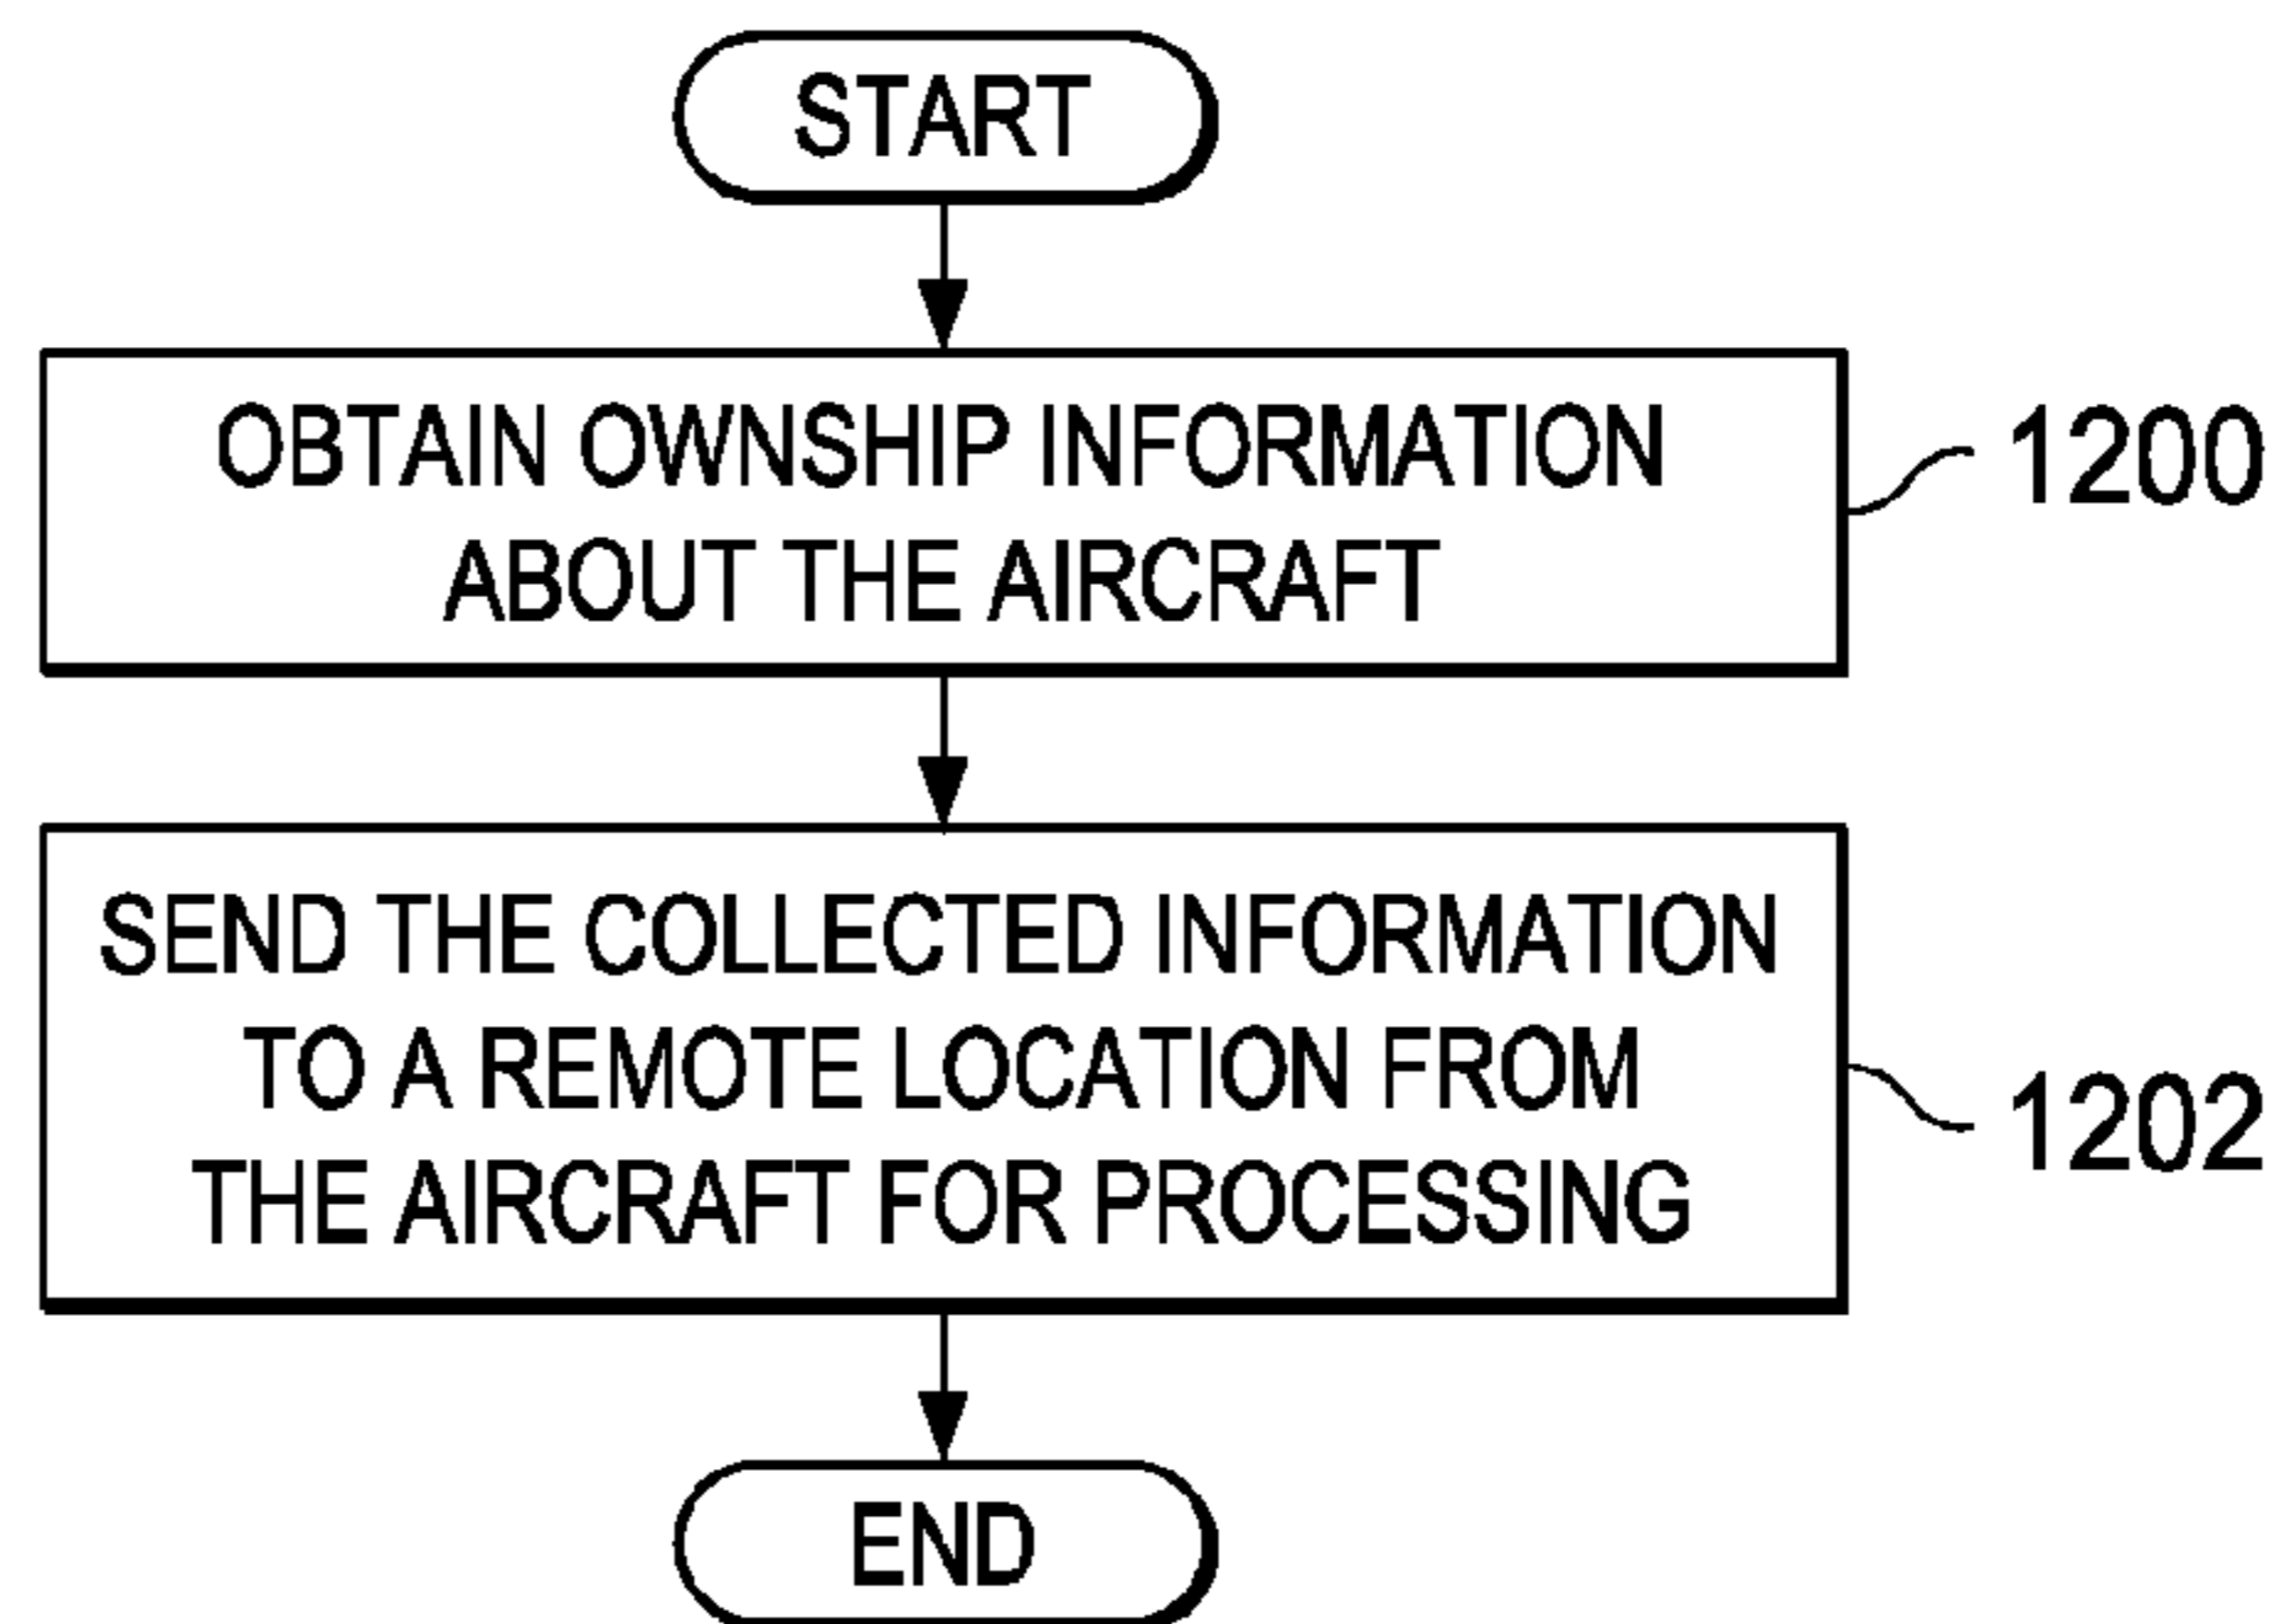 START
OBTAIN OWNSHIP INFORMATION
ABOUT THE AIRCRAFT
1200
SEND THE COLLECTED INFORMATION
TO A REMOTE LOCATION FROM
THE AIRCRAFT FOR PROCESSING
1202
END